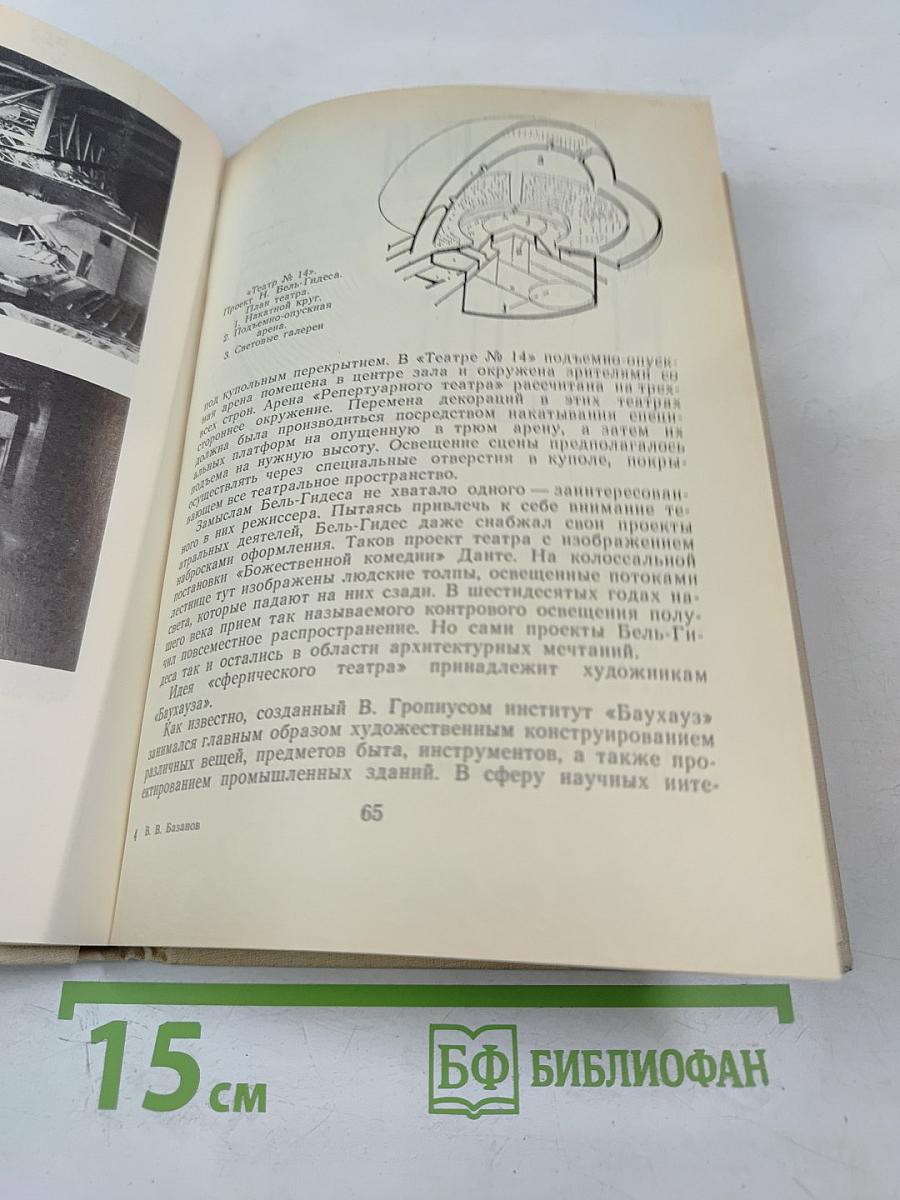 «Театр № 14».
Проект Н. Бель-Гидеса.
План театра.
1. Накатной круг.
2. Подъемно-опускная
арена.
3. Световые галереи
под купольным перекрытием. В «Театре № 14» подъемно-опуск-
ная арена помещена в центре зала и окружена зрителями со
всех строн. Арена «Репертуарного театра» рассчитана на трех-
стороннее окружение. Перемена декораций в этих театрах
должна была производиться посредством накатывания специ-
альных платформ на опущенную в трюм арену, а затем их
подъема на нужную высоту. Освещение сцены предполагалось
осуществлять через специальные отверстия в куполе, покры-
вающем все театральное пространство.
Замыслам Бель-Гидеса не хватало одного — заинтересован-
ного в них режиссера. Пытаясь привлечь к себе внимание те-
атральных деятелей, Бель-Гидес даже снабжал свои проекты
набросками оформления. Таков проект театра с изображением
постановки «Божественной комедии» Данте. На колоссальной
лестнице тут изображены людские толпы, освещенные потоками
света, которые падают на них сзади. В шестидесятых годах на-
шего века прием так называемого контрового освещения полу-
чил повсеместное распространение. Но сами проекты Бель-Ги-
деса так и остались в области архитектурных мечтаний.
Идея «сферического театра» принадлежит художникам
«Баухауза».
Как известно, созданный В. Гропиусом институт «Баухауз»
занимался главным образом художественным конструированием
различных вещей, предметов быта, инструментов, а также про-
ектированием промышленных зданий. В сферу научных инте-
4 В. В. Базанов
65
15 см
БФ БИБЛИОФАН